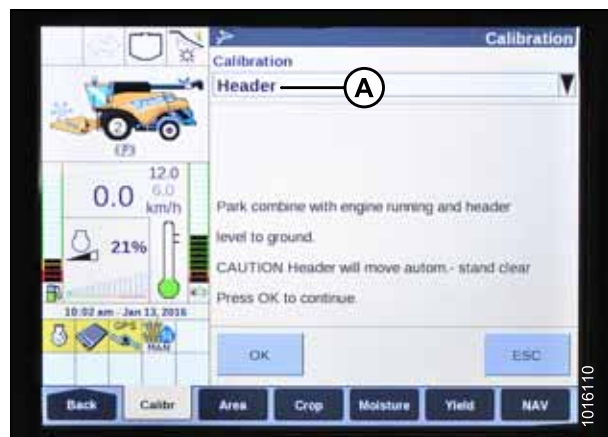 Calibration
Calibration
Header
A
(P)
12.0
6.0
0.0 km/h
21%
Park combine with engine running and header
level to ground.
CAUTION Header will move autom.- stand clear
Press OK to continue.
10:02 am Jan 13, 2016
GPS
MAN
OK
ESC
Back
Calibr
Area
Crop
Moisture
Yield
NAV
1016110